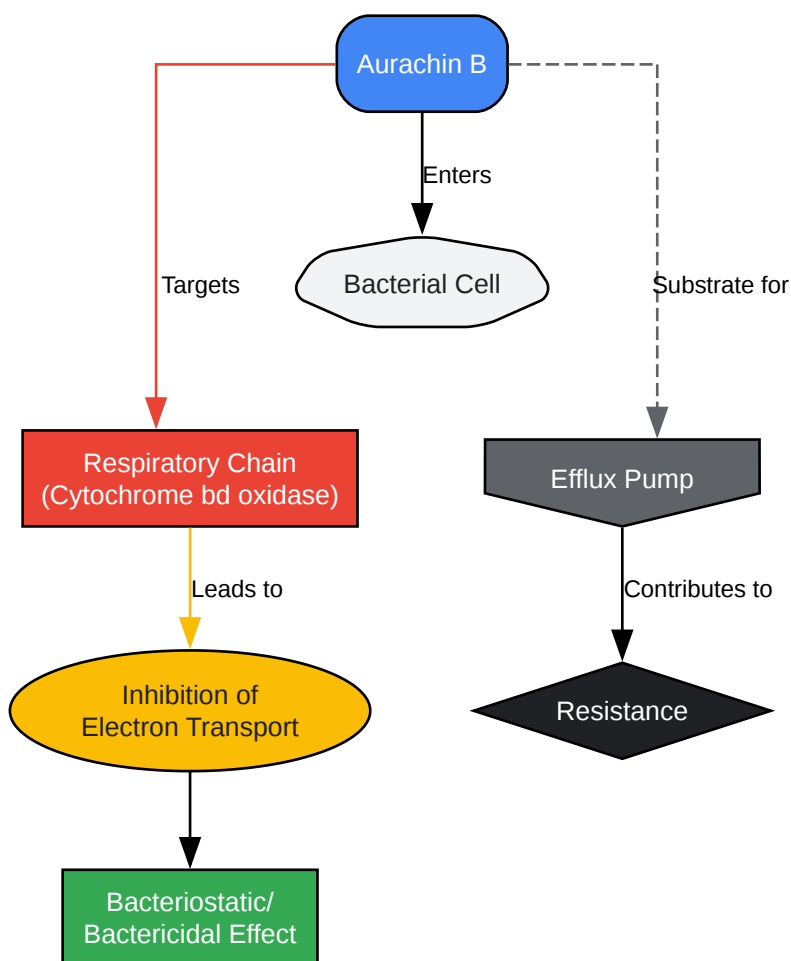 Aurachin B
Enters
Bacterial Cell
Targets
Substrate for
Respiratory Chain
(Cytochrome bd oxidase)
Efflux Pump
Leads to
Contributes to
Inhibition of
Electron Transport
Resistance
Bacteriostatic/
Bactericidal Effect